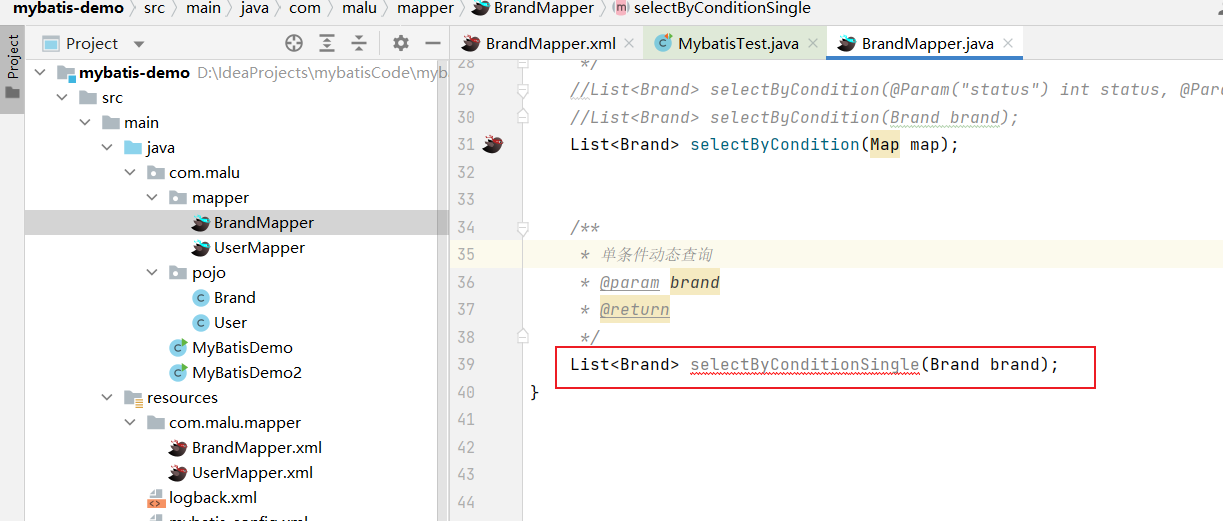 mybatis-demo › src › main › java › com › malu › mapper › BrandMapper › m selectByConditionSingle
Project
Project
BrandMapper.xml
MybatisTest.java
BrandMapper.java
mybatis-demo D:\IdeaProjects\mybatisCode\myb
src
main
java
com.malu
mapper
BrandMapper
UserMapper
pojo
C Brand
C User
C MyBatisDemo
C MyBatisDemo2
resources
com.malu.mapper
BrandMapper.xml
UserMapper.xml
logback.xml
28 */
29 //List<Brand> selectByCondition(@Param("status") int status, @Par
30 //List<Brand> selectByCondition(Brand brand);
31 List<Brand> selectByCondition(Map map);
32
33
34 /**
35 * 单条件动态查询
36 * @param brand
37 * @return
38 */
39 List<Brand> selectByConditionSingle(Brand brand);
40 }
41
42
43
44